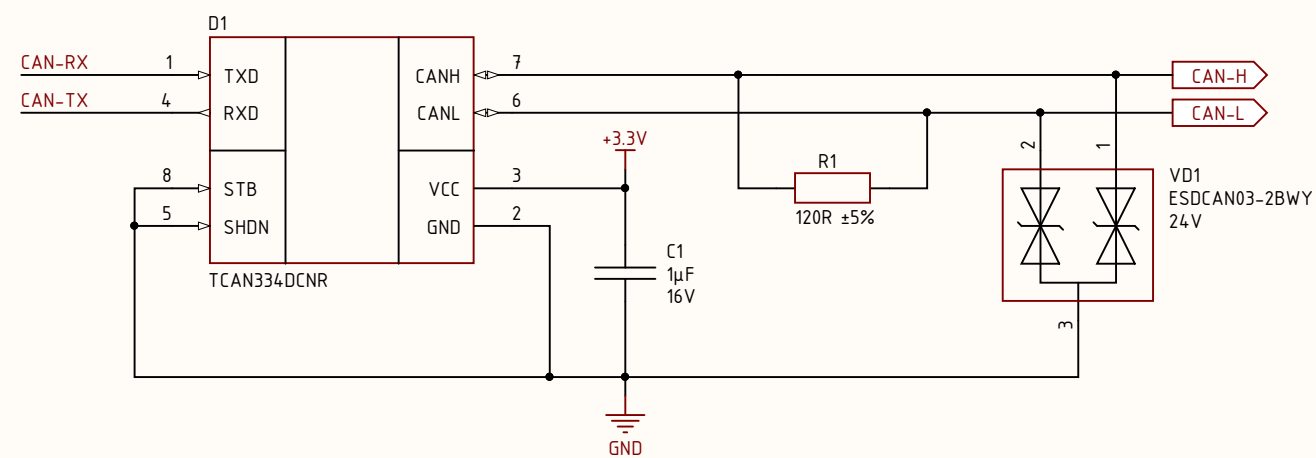 D1
CAN-RX 1 TXD CANH 7 CAN-H
CAN-TX 4 RXD CANL 6 CAN-L
+3.3V
2 1
R1
8 STB VCC 3
120R ±5%
5 SHDN GND 2
VD1
ESDCAN03-2BWY
24V
TCAN334DCNR
C1
1µF
16V
3
GND